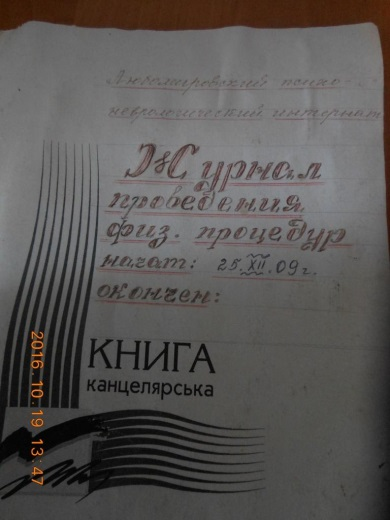 Любомировский психо-
неврологический интернат
Журнал
проведения
физ. процедур
начат: 25.XII.09г.
окончен:
КНИГА
канцелярська
2016.10.19 13:47